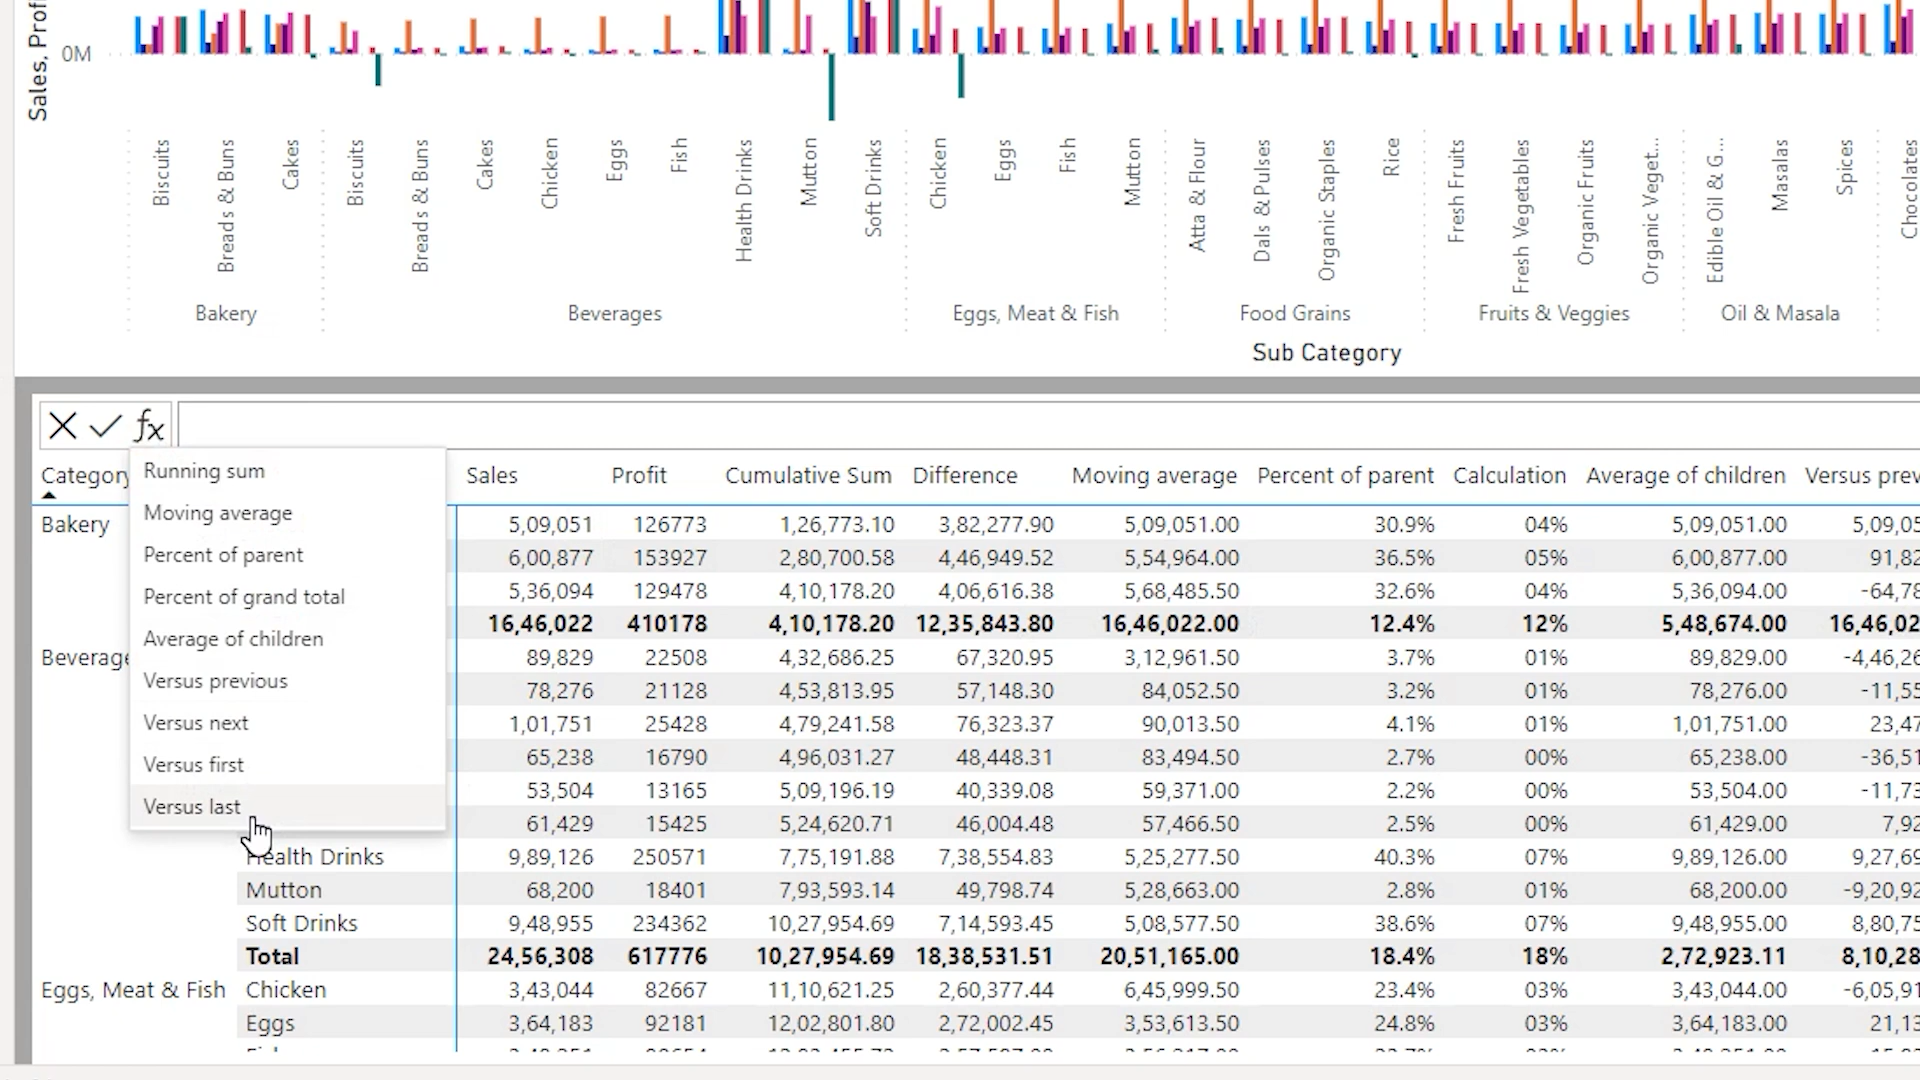 Sales, Profi
0M
Biscuits Breads & Buns Cakes Biscuits Breads & Buns Cakes Chicken Eggs Fish Health Drinks Mutton Soft Drinks Chicken Eggs Fish Mutton Atta & Flour Dals & Pulses Organic Staples Rice Fresh Fruits Fresh Vegetables Organic Fruits Organic Veget... Edible Oil & G... Masalas Spices Chocolates
Bakery Beverages Eggs, Meat & Fish Food Grains Fruits & Veggies Oil & Masala
Sub Category
fx
Running sum
Moving average
Percent of parent
Percent of grand total
Average of children
Versus previous
Versus next
Versus first
Versus last
Category Sales Profit Cumulative Sum Difference Moving average Percent of parent Calculation Average of children Versus prev
Bakery 5,09,051 126773 1,26,773.10 3,82,277.90 5,09,051.00 30.9% 04% 5,09,051.00 5,09,05
6,00,877 153927 2,80,700.58 4,46,949.52 5,54,964.00 36.5% 05% 6,00,877.00 91,82
5,36,094 129478 4,10,178.20 4,06,616.38 5,68,485.50 32.6% 04% 5,36,094.00 -64,78
16,46,022 410178 4,10,178.20 12,35,843.80 16,46,022.00 12.4% 12% 5,48,674.00 16,46,02
Beverage 89,829 22508 4,32,686.25 67,320.95 3,12,961.50 3.7% 01% 89,829.00 -4,46,26
78,276 21128 4,53,813.95 57,148.30 84,052.50 3.2% 01% 78,276.00 -11,55
1,01,751 25428 4,79,241.58 76,323.37 90,013.50 4.1% 01% 1,01,751.00 23,47
65,238 16790 4,96,031.27 48,448.31 83,494.50 2.7% 00% 65,238.00 -36,51
53,504 13165 5,09,196.19 40,339.08 59,371.00 2.2% 00% 53,504.00 -11,73
61,429 15425 5,24,620.71 46,004.48 57,466.50 2.5% 00% 61,429.00 7,92
Health Drinks 9,89,126 250571 7,75,191.88 7,38,554.83 5,25,277.50 40.3% 07% 9,89,126.00 9,27,69
Mutton 68,200 18401 7,93,593.14 49,798.74 5,28,663.00 2.8% 01% 68,200.00 -9,20,92
Soft Drinks 9,48,955 234362 10,27,954.69 7,14,593.45 5,08,577.50 38.6% 07% 9,48,955.00 8,80,75
Total 24,56,308 617776 10,27,954.69 18,38,531.51 20,51,165.00 18.4% 18% 2,72,923.11 8,10,28
Eggs, Meat & Fish Chicken 3,43,044 82667 11,10,621.25 2,60,377.44 6,45,999.50 23.4% 03% 3,43,044.00 -6,05,91
Eggs 3,64,183 92181 12,02,801.80 2,72,002.45 3,53,613.50 24.8% 03% 3,64,183.00 21,13